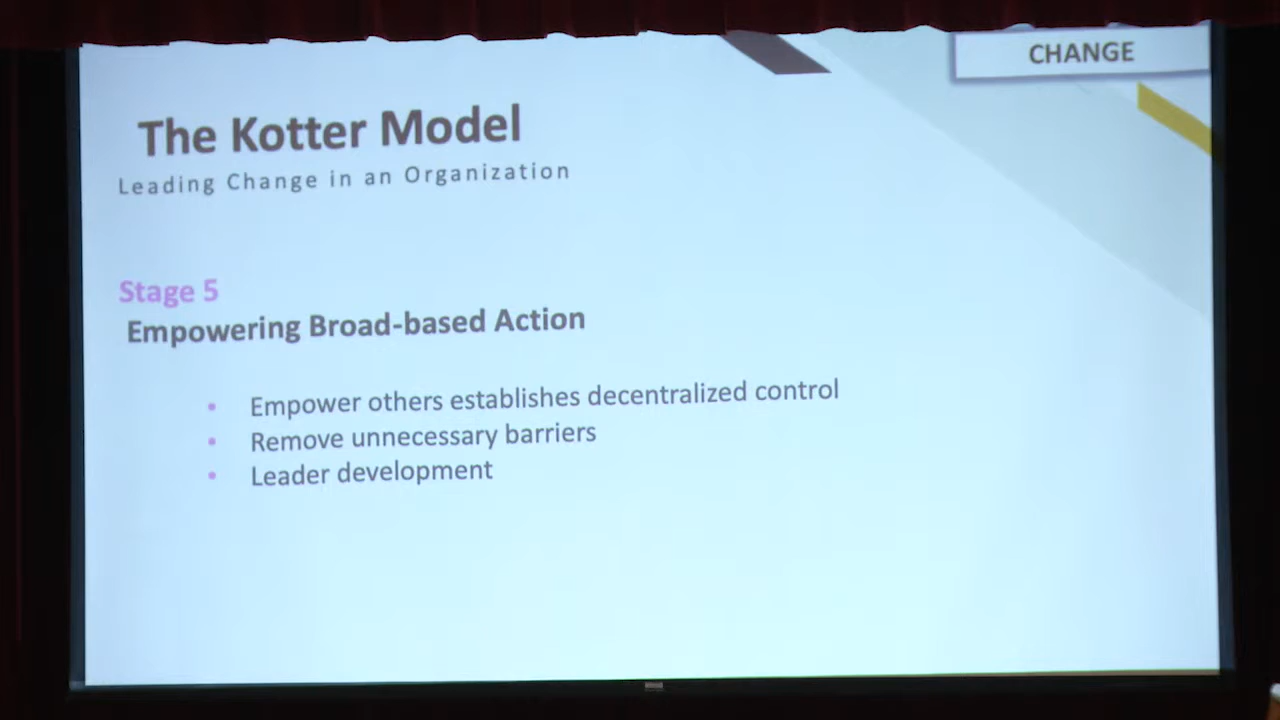 CHANGE
The Kotter Model
Leading Change in an Organization
Stage 5
Empowering Broad-based Action
• Empower others establishes decentralized control
• Remove unnecessary barriers
• Leader development